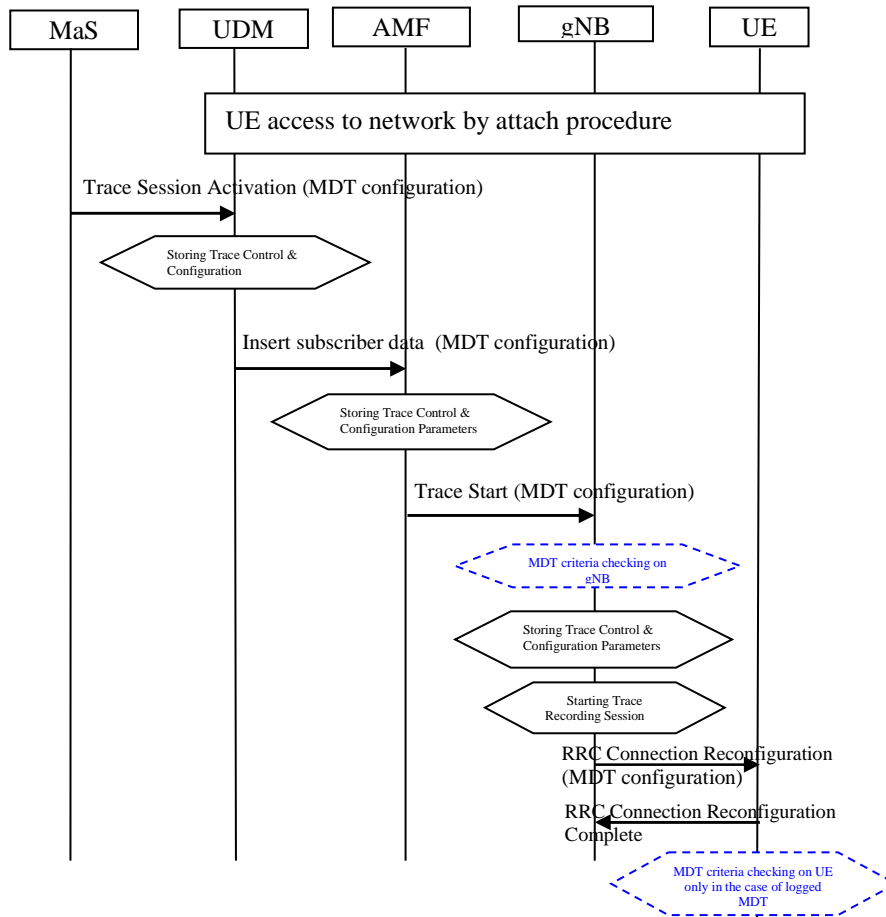 MaS UDM AMF gNB UE
UE access to network by attach procedure
Trace Session Activation (MDT configuration)
Storing Trace Control &
Configuration
Insert subscriber data (MDT configuration)
Storing Trace Control &
Configuration Parameters
Trace Start (MDT configuration)
MDT criteria checking on
gNB
Storing Trace Control &
Configuration Parameters
Starting Trace
Recording Session
RRC Connection Reconfiguration
(MDT configuration)
RRC Connection Reconfiguration
Complete
MDT criteria checking on UE
only in the case of logged
MDT